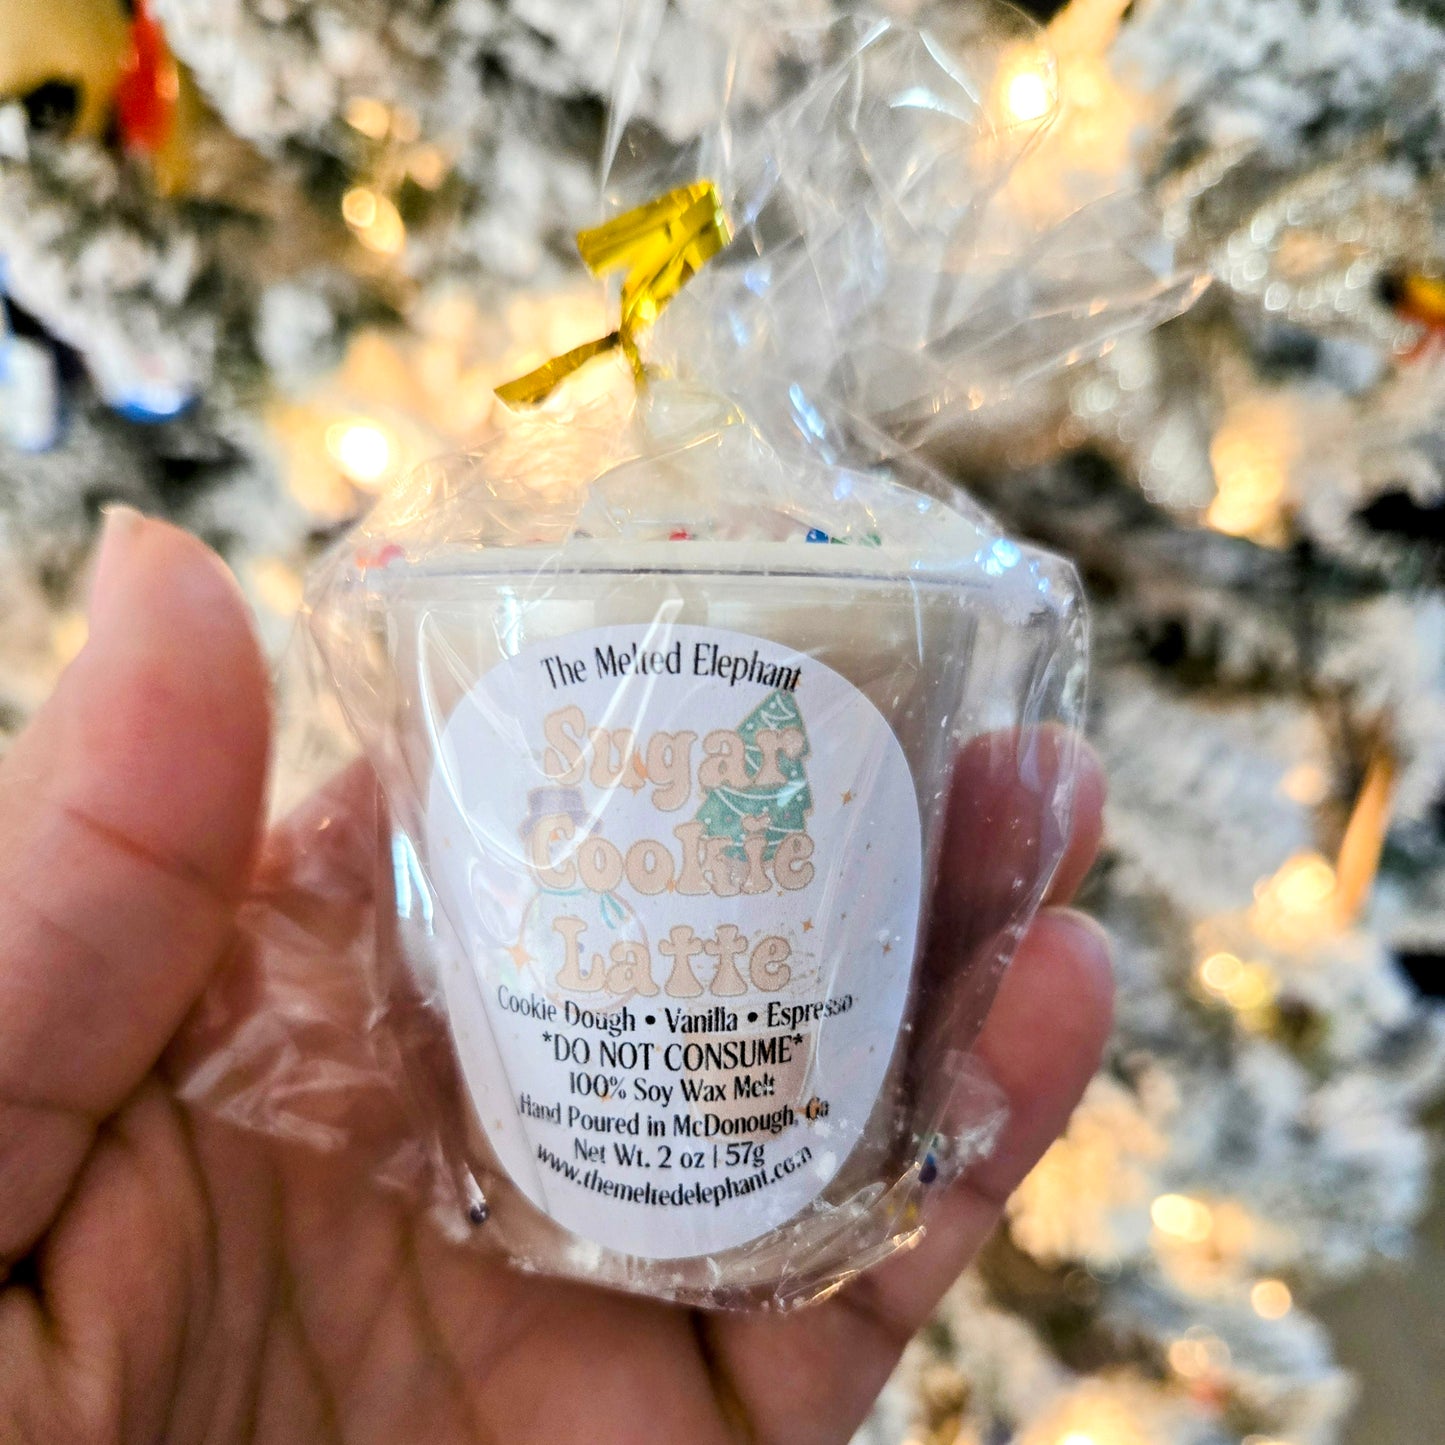 The Melted Elephant
Sugar
Cookie
Latte
Cookie Dough • Vanilla • Espresso
*DO NOT CONSUME*
100% Soy Wax Melt
Hand Poured in McDonough, Ga
Net Wt. 2 oz | 57g
www.themeltedelephant.com